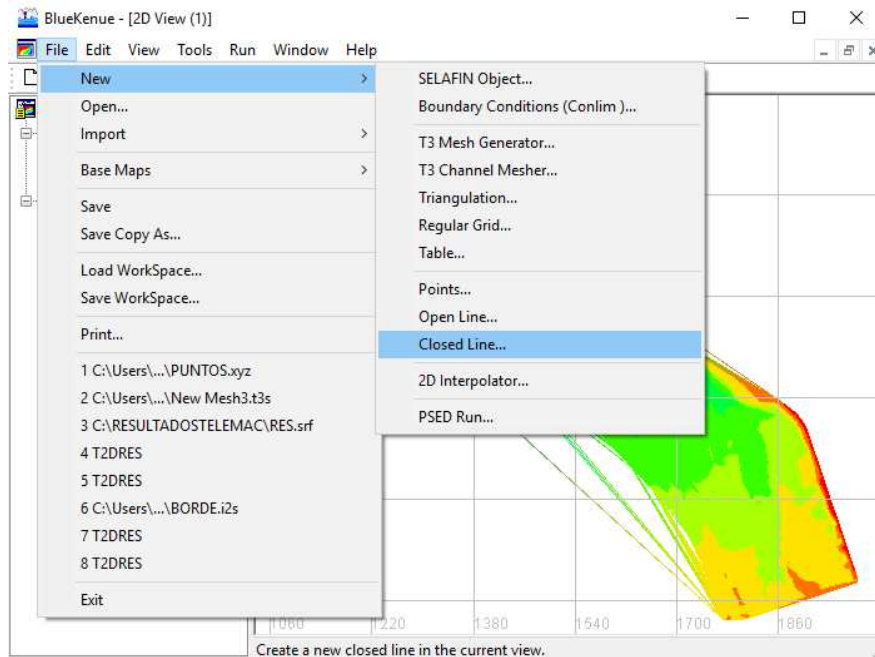 BlueKenue - [2D View (1)]
File Edit View Tools Run Window Help
New
Open...
Import
Base Maps
Save
Save Copy As...
Load WorkSpace...
Save WorkSpace...
Print...
1 C:\Users\...\PUNTOS.xyz
2 C:\Users\...\New Mesh3.t3s
3 C:\RESULTADOSTELEMAC\RES.srf
4 T2DRES
5 T2DRES
6 C:\Users\...\BORDE.i2s
7 T2DRES
8 T2DRES
Exit
SELAFIN Object...
Boundary Conditions (Conlim )...
T3 Mesh Generator...
T3 Channel Mesher...
Triangulation...
Regular Grid...
Table...
Points...
Open Line...
Closed Line...
2D Interpolator...
PSED Run...
1060 1220 1380 1540 1700 1860
Create a new closed line in the current view.